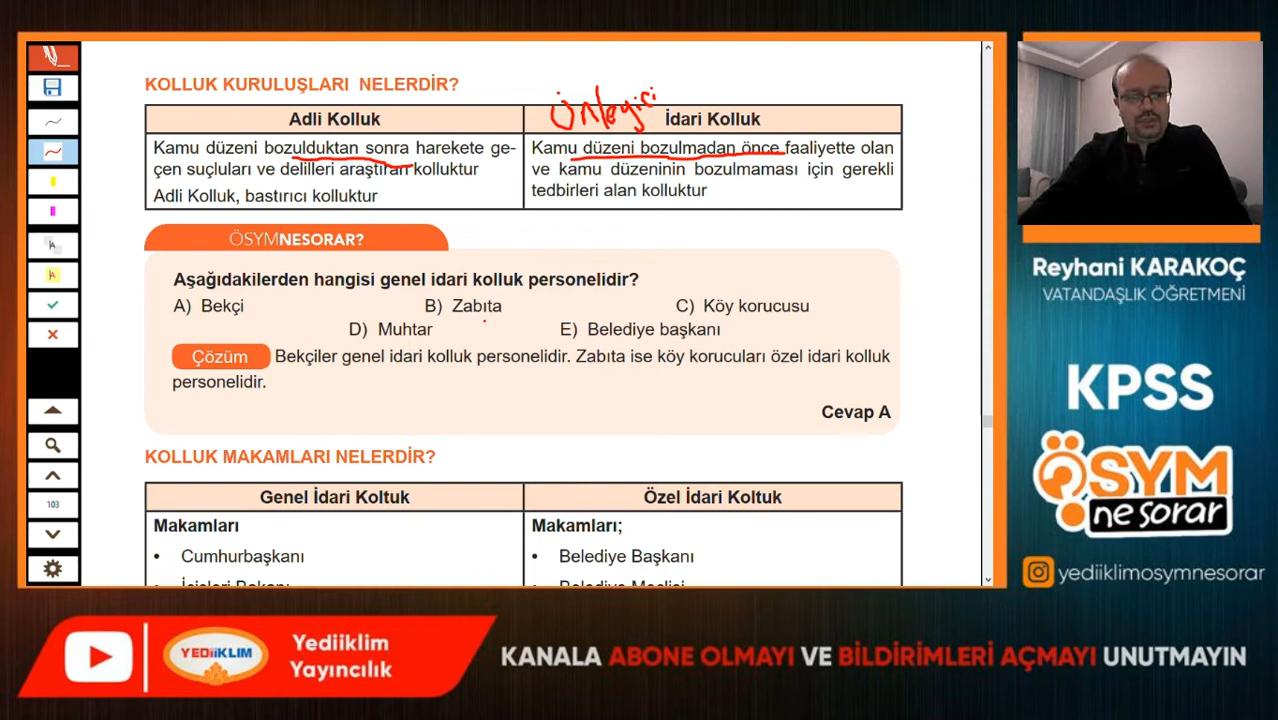 KOLLUK KURULUŞLARI NELERDİR?
Önleyici
Adli Kolluk
İdari Kolluk
Kamu düzeni bozulduktan sonra harekete ge-
çen suçluları ve delilleri araştıran kolluktur
Adli Kolluk, bastırıcı kolluktur
Kamu düzeni bozulmadan önce faaliyette olan
ve kamu düzeninin bozulmaması için gerekli
tedbirleri alan kolluktur
ÖSYMNESORAR?
Aşağıdakilerden hangisi genel idari kolluk personelidir?
A) Bekçi B) Zabıta C) Köy korucusu
D) Muhtar E) Belediye başkanı
Çözüm Bekçiler genel idari kolluk personelidir. Zabıta ise köy korucuları özel idari kolluk
personelidir.
Cevap A
KOLLUK MAKAMLARI NELERDİR?
Genel İdari Koltuk
Özel İdari Koltuk
Makamları
• Cumhurbaşkanı
• İçişleri Bakanı
Makamları;
• Belediye Başkanı
• Belediye Meclisi
103
Reyhani KARAKOÇ
VATANDAŞLIK ÖĞRETMENİ
KPSS
ÖSYM
ne sorar
yediiklimosymnesorar
YEDİİKLİM
Yediiklim
Yayıncılık
KANALA ABONE OLMAYI VE BİLDİRİMLERİ AÇMAYI UNUTMAYIN